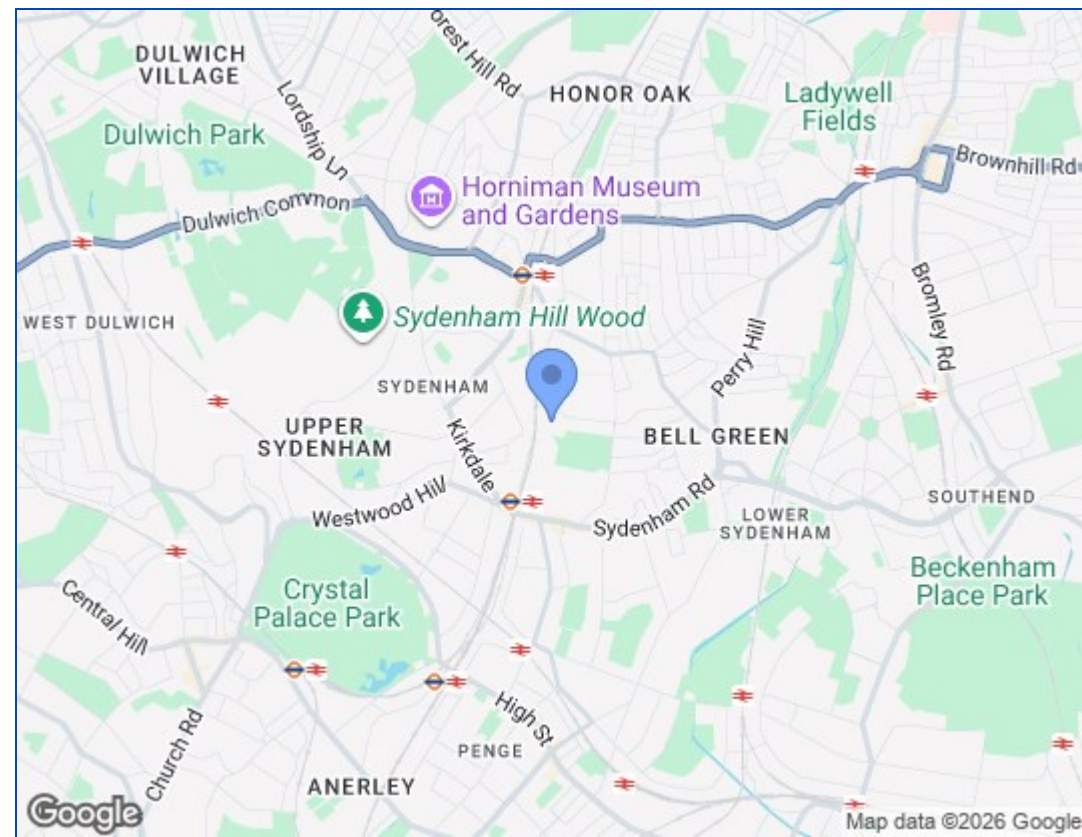 DULWICH
VILLAGE
orest Hill Rd
HONOR OAK
Ladywell
Fields
Lordship Ln
Dulwich Park
Brownhill Rd
Horniman Museum
and Gardens
Dulwich Common
Sydenham Hill Wood
WEST DULWICH
Bromley Rd
Perry Hill
SYDENHAM
UPPER
SYDENHAM
Kirkdale
BELL GREEN
Westwood Hill
Sydenham Rd
SOUTHEND
LOWER
SYDENHAM
Crystal
Palace Park
Beckenham
Place Park
Central Hill
High St
Church Rd
PENGE
ANERLEY
Google
Map data ©2026 Google